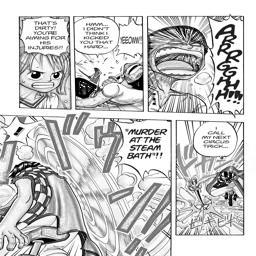 HMM...
I DIDN'T
THINK I
KICKED
YOU THAT
HARD...
THAT'S
DIRTY!
YOU'RE
AIMING FOR
HIS
INJURIES!!
CALL
MY NEXT
CIRCUS
TRICK...
"MURDER
AT THE
STEAM
BATH"!!